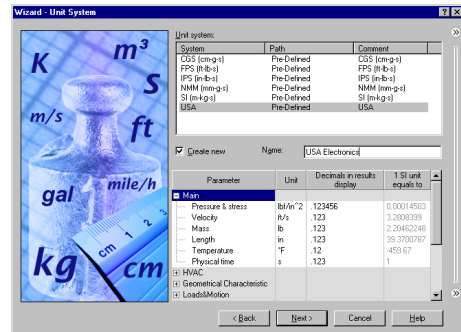 Wizard - Unit System
K
m³
S
m/s
ft
gal
mile/h
cm 1 2 3
kg
cm
Unit system:
System Path Comment
CGS (cm-g-s) Pre-Defined CGS (cm-g-s)
FPS (ft-lb-s) Pre-Defined FPS (ft-lb-s)
IPS (in-lb-s) Pre-Defined IPS (in-lb-s)
NMM (mm-g-s) Pre-Defined NMM (mm-g-s)
SI (m-kg-s) Pre-Defined SI (m-kg-s)
USA Pre-Defined USA
Create new Name: USA Electronics
Parameter Unit Decimals in results display 1 SI unit equals to
Main
Pressure & stress lbf/in^2 .123456 0.00014503
Velocity ft/s .123 3.2808399
Mass lb .123 2.20462248
Length in .123 39.3700787
Temperature °F .12 -459.67
Physical time s .123 1
HVAC
Geometrical Characteristic
Loads&Motion
< Back Next > Cancel Help